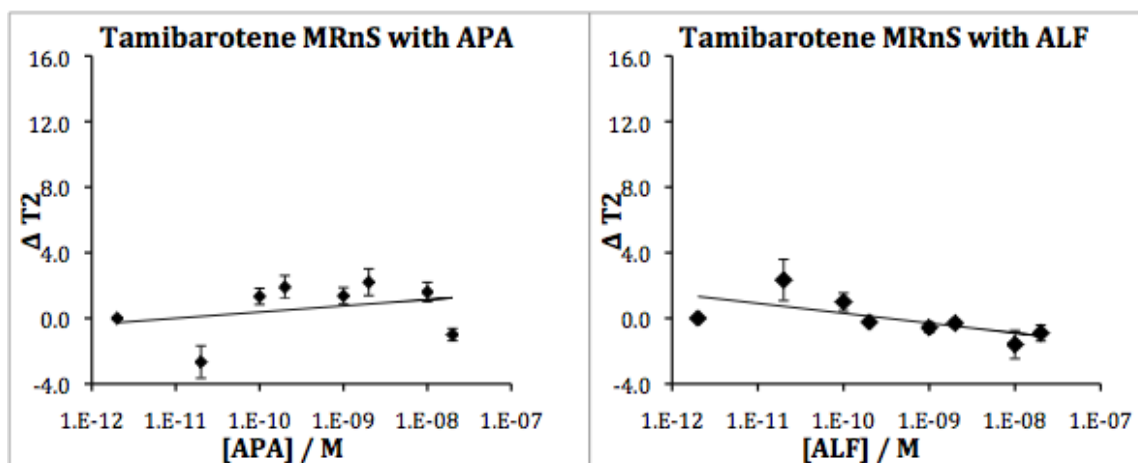 Tamibarotene MRnS with APA
16.0
12.0
8.0
4.0
0.0
-4.0
Δ T2
1.E-12 1.E-11 1.E-10 1.E-09 1.E-08 1.E-07
[APA] / M
Tamibarotene MRnS with ALF
16.0
12.0
8.0
4.0
0.0
-4.0
Δ T2
1.E-12 1.E-11 1.E-10 1.E-09 1.E-08 1.E-07
[ALF] / M